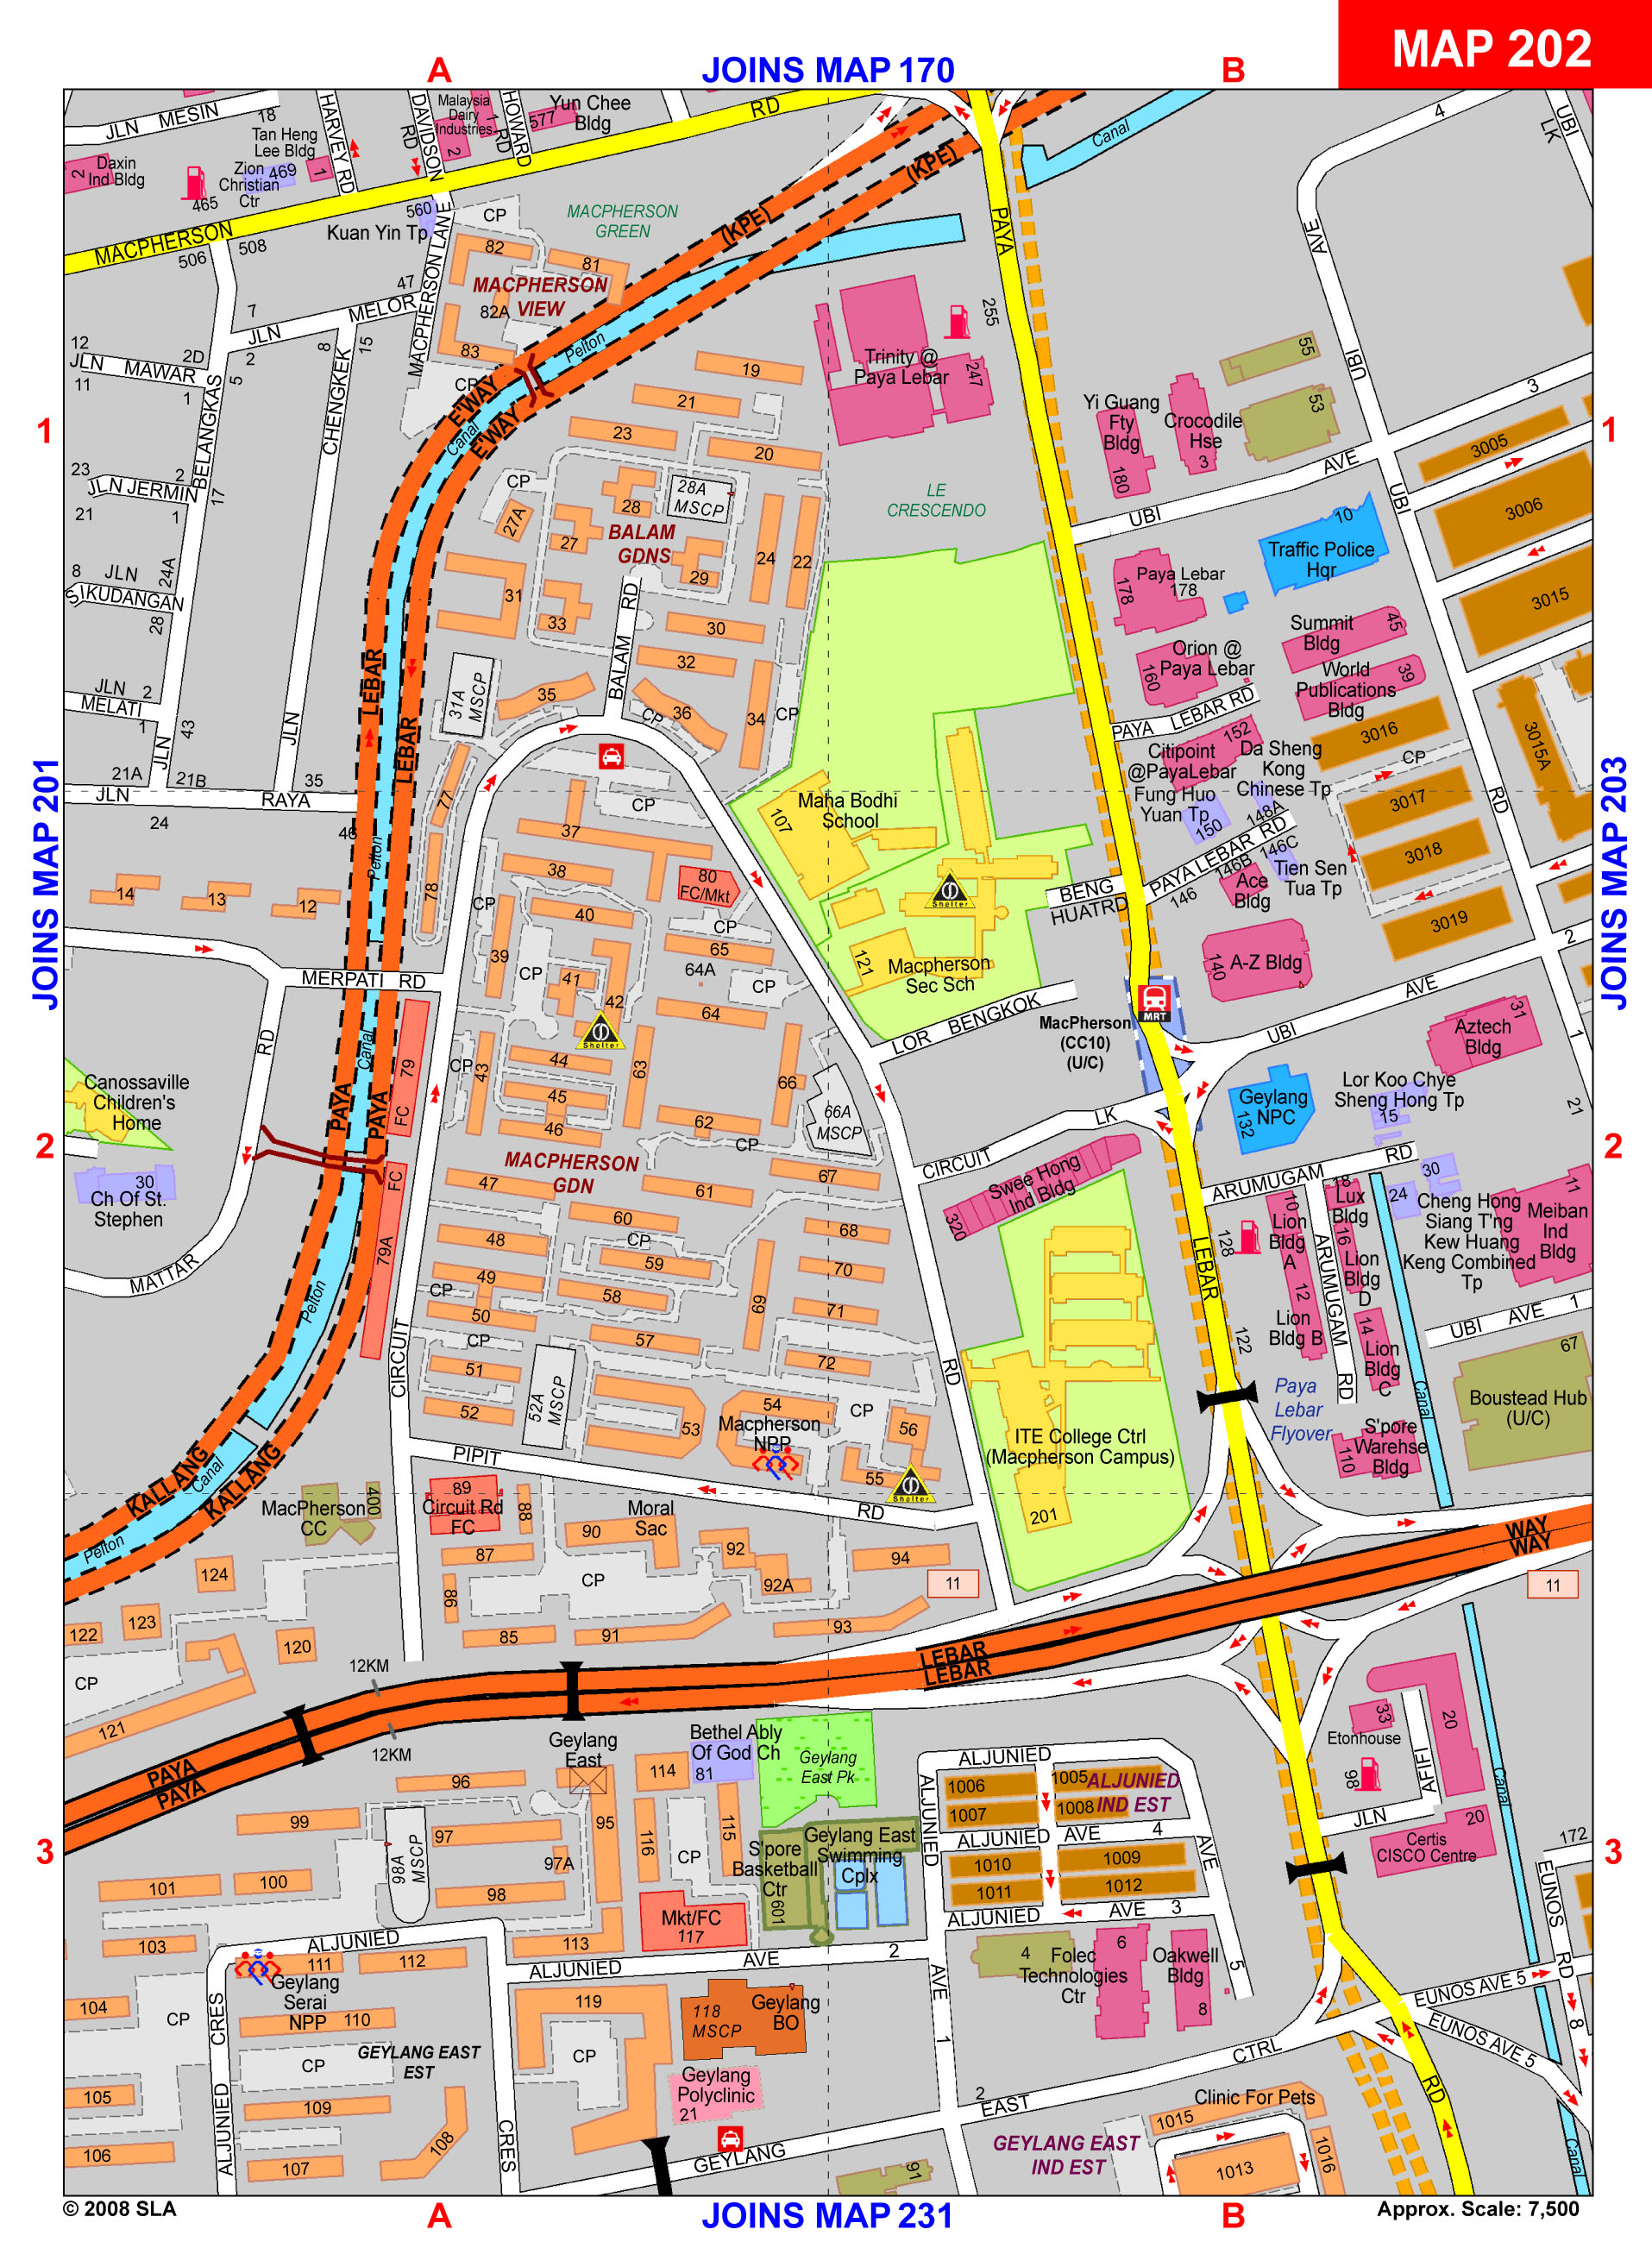 MAP 202
A
JOINS MAP 170
B
JLN MESIN
18
HARVEY RD
DAVIDSON RD
Malaysia
Dairy
Industries
2
1
HOWARD RD
577
Yun Chee
Bldg
RD
Canal
4
UBI
LK
Tan Heng
Lee Bldg
1
2
Daxin
Ind Bldg
Zion
Christian
Ctr
469
465
560
Kuan Yin Tp
CP
MACPHERSON
GREEN
(KPE)
(KPE)
PAYA
AVE
MACPHERSON
506
508
82
81
MACPHERSON
VIEW
82A
83
CP
47
MACPHERSON LANE
7
JLN MELOR
2
8
15
12
JLN MAWAR
2D
11
1
5
Pelton
Canal
E'WAY
E'WAY
19
21
23
20
Trinity @
Paya Lebar
247
255
55
53
UBI
3
Yi Guang
Fty
Bldg
180
Crocodile
Hse
3
1
BELANGKAS
CHENGKEK
23
JLN JERMIN
2
21
1
17
CP
27A
28
28A
MSCP
BALAM
GDNS
27
29
24
22
LE
CRESCENDO
UBI AVE
UBI
3005
3006
3015
1
10
Traffic Police
Hqr
8
JLN
SIKUDANGAN
24A
28
31
33
30
32
BALAM RD
Paya Lebar
178
178
Summit
Bldg
45
Orion @
Paya Lebar
160
World
Publications
Bldg
39
JLN
MELATI
2
1
43
JLN
JLN
LEBAR
LEBAR
31A
MSCP
35
36
CP
34
CP
PAYA LEBAR RD
152
Citipoint
@PayaLebar
Da Sheng
Kong
Chinese Tp
3016
CP
3015A
JOINS MAP 201
JOINS MAP 203
21A
21B
35
JLN RAYA
24
46
77
78
CP
Maha Bodhi
School
107
Fung Huo
Yuan Tp
150
148A
PAYA LEBAR RD
146
146B
146C
Tien Sen
Tua Tp
Ace
Bldg
3017
3018
3019
RD
14
13
12
Pelton
37
38
80
FC/Mkt
40
CP
39
CP
41
42
65
64A
CP
CP
64
BENG
HUAT RD
121
Macpherson
Sec Sch
Shelter
140
A-Z Bldg
2
MERPATI RD
RD
Canal
FC 79
FC
79A
CP
43
44
45
46
63
66
62
66A
MSCP
CP
Shelter
LOR BENGKOK
MRT
MacPherson
(CC10)
(U/C)
UBI AVE
Aztech
Bldg
31
1
Canossaville
Children's
Home
PAYA
PAYA
Geylang
NPC
132
Lor Koo Chye
Sheng Hong Tp
15
21
2
2
30
Ch Of St.
Stephen
MACPHERSON
GDN
47
67
61
CIRCUIT LK
Swee Hong
Ind Bldg
320
ARUMUGAM RD
30
24
10
18
Lux
Bldg
16
Cheng Hong
Siang T'ng
Kew Huang
Keng Combined
Tp
11
Meiban
Ind
Bldg
MATTAR
Pelton
48
60
CP
59
68
70
49
CP
50
58
69
71
CP
57
LEBAR
128
Lion
Bldg
A
12
Lion
Bldg B
ARUMUGAM RD
Lion
Bldg
D
14
Lion
Bldg
C
UBI AVE 1
67
51
52
52A
MSCP
72
CIRCUIT
RD
122
Paya
Lebar
Flyover
Canal
Boustead Hub
(U/C)
53
54
Macpherson
NPP
CP
56
55
Shelter
ITE College Ctrl
(Macpherson Campus)
201
S'pore
Warehse
Bldg
110
KALLANG
KALLANG
Canal
Pelton
MacPherson
CC
400
PIPIT RD
89
Circuit Rd
FC
88
90
Moral
Sac
92
92A
94
87
86
CP
11
WAY
WAY
11
124
123
122
120
85
91
93
CP
121
12KM
12KM
LEBAR
LEBAR
PAYA
PAYA
Geylang
East
Bethel Ably
Of God Ch
81
Geylang
East Pk
ALJUNIED
1006
1005
ALJUNIED
IND EST
1007
1008
Etonhouse
33
98
AFIFI
20
JLN
20
Canal
Certis
CISCO Centre
172
96
114
99
97
95
116
115
CP
S'pore
Basketball
Ctr
601
Geylang East
Swimming
Cplx
ALJUNIED
ALJUNIED AVE 4
AVE
3
98A
MSCP
97A
98
101
100
1010
1009
1011
1012
3
EUNOS RD
Mkt/FC
117
ALJUNIED AVE 3
103
ALJUNIED
112
111
Geylang
Serai
NPP
113
ALJUNIED AVE 2
4
Folec
Technologies
Ctr
6
Oakwell
Bldg
8
5
EUNOS AVE 5
EUNOS AVE 5
8
104
CP
110
119
118
MSCP
Geylang
BO
AVE 1
CP
GEYLANG EAST
EST
CP
Geylang
Polyclinic
21
CTRL
RD
105
109
106
107
108
ALJUNIED CRES
CRES
GEYLANG
2
EAST
Clinic For Pets
1015
1016
1013
GEYLANG EAST
IND EST
91
Canal
© 2008 SLA
A
JOINS MAP 231
B
Approx. Scale: 7,500